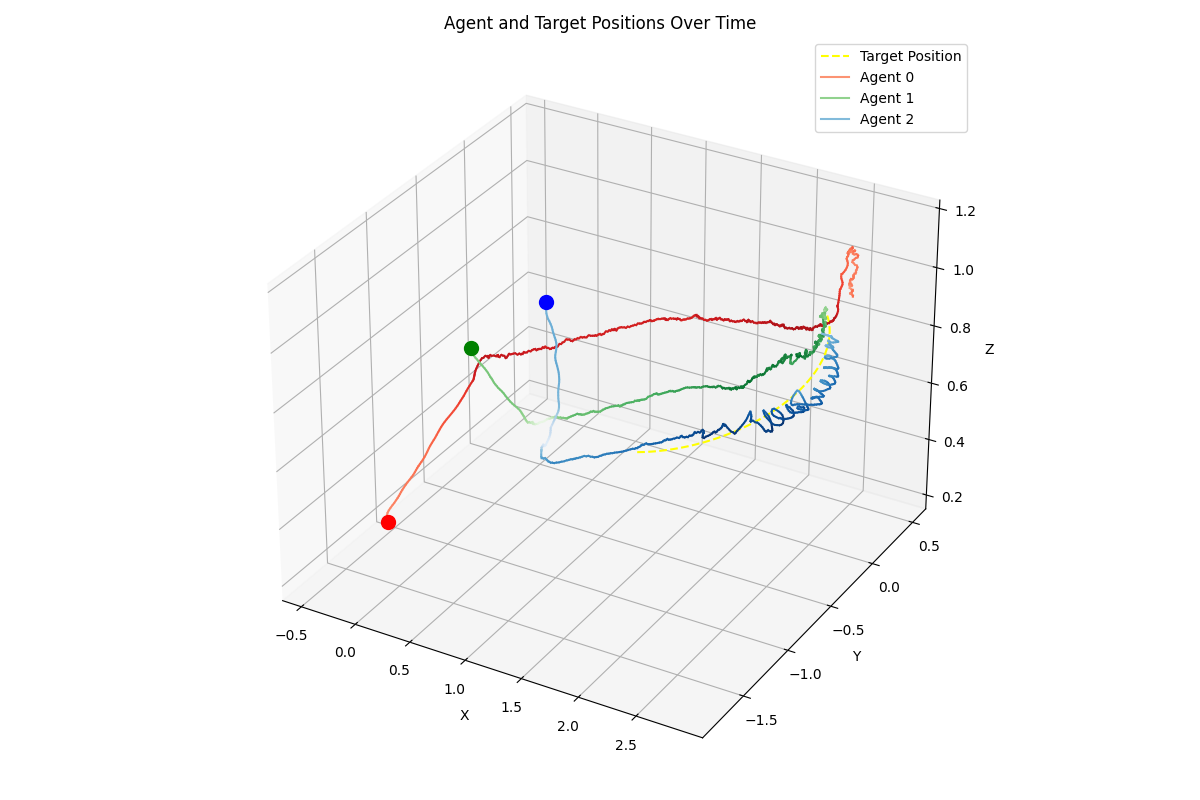 Agent and Target Positions Over Time
Target Position
Agent 0
Agent 1
Agent 2
1.2
1.0
0.8
Z
0.6
0.4
0.2
0.5
0.0
−0.5
Y
−1.0
−1.5
−0.5
0.0
0.5
1.0
X
1.5
2.0
2.5